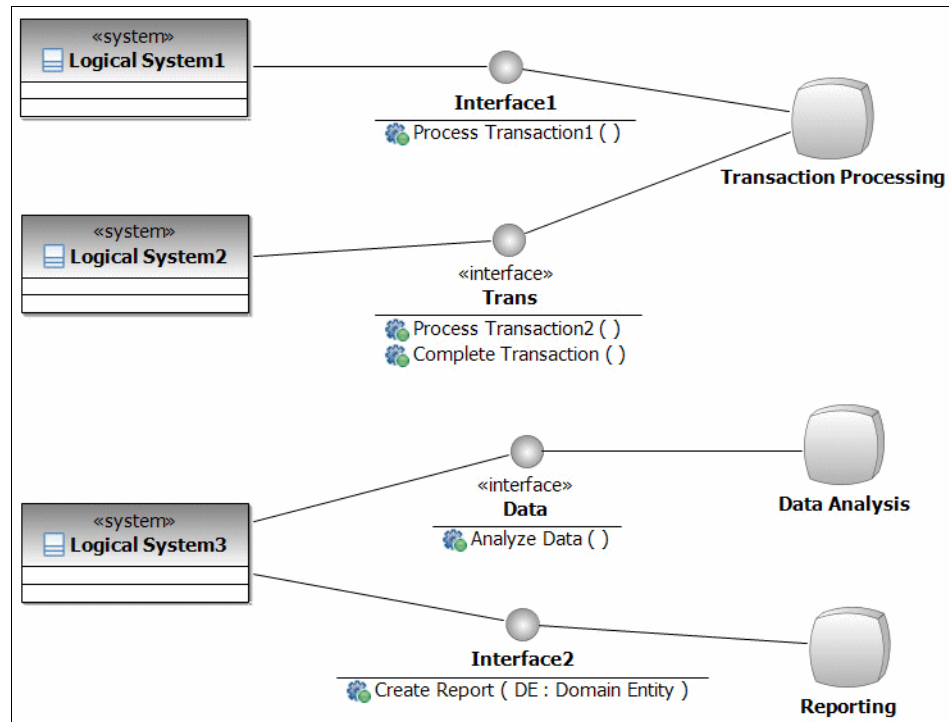 «system»
Logical System1
Interface1
Process Transaction1 ( )
Transaction Processing
«system»
Logical System2
«interface»
Trans
Process Transaction2 ( )
Complete Transaction ( )
«interface»
Data
Analyze Data ( )
Data Analysis
«system»
Logical System3
Interface2
Create Report ( DE : Domain Entity )
Reporting